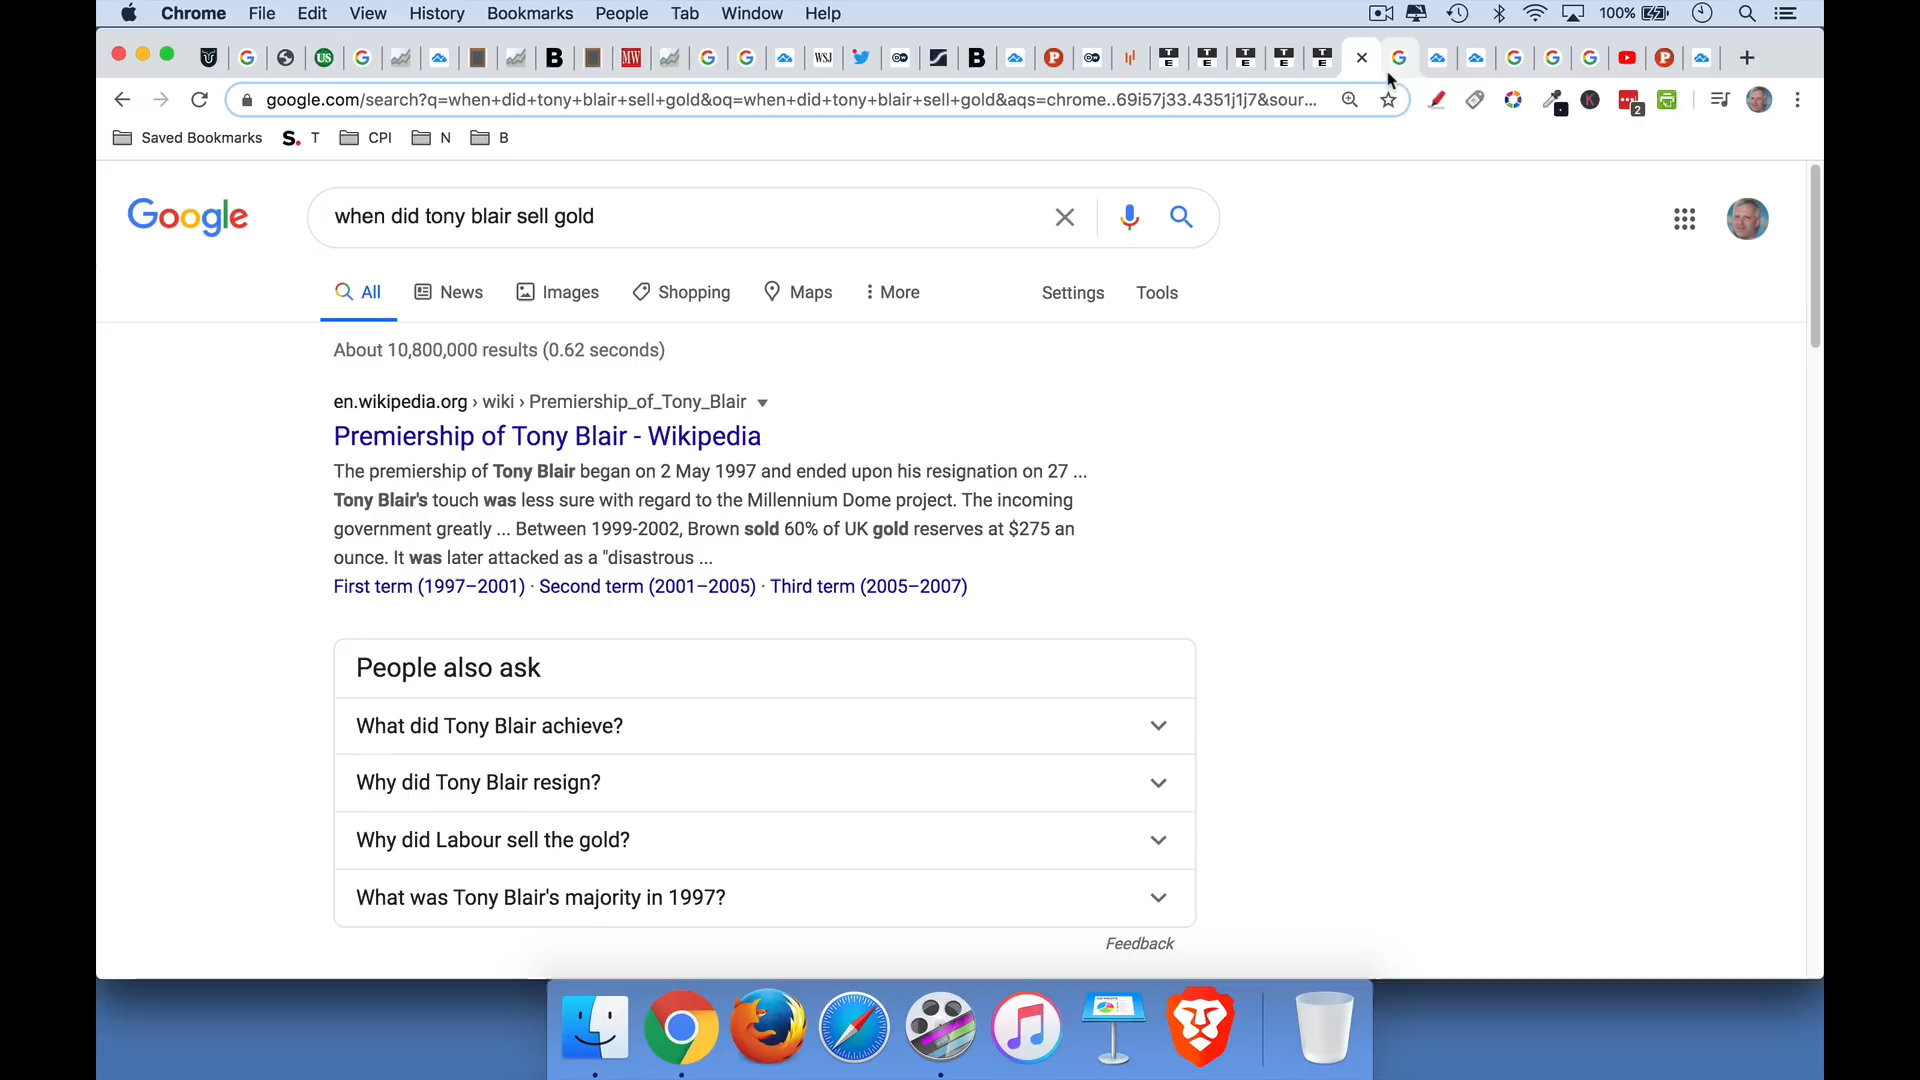 Chrome File Edit View History Bookmarks People Tab Window Help 100%
google.com/search?q=when+did+tony+blair+sell+gold&oq=when+did+tony+blair+sell+gold&aqs=chrome..69i57j33.4351j1j7&sour...
Saved Bookmarks S. T CPI N B
Google
when did tony blair sell gold
All News Images Shopping Maps More Settings Tools
About 10,800,000 results (0.62 seconds)
en.wikipedia.org › wiki › Premiership_of_Tony_Blair
Premiership of Tony Blair - Wikipedia
The premiership of Tony Blair began on 2 May 1997 and ended upon his resignation on 27 ...
Tony Blair's touch was less sure with regard to the Millennium Dome project. The incoming
government greatly ... Between 1999-2002, Brown sold 60% of UK gold reserves at $275 an
ounce. It was later attacked as a "disastrous ...
First term (1997–2001) · Second term (2001–2005) · Third term (2005–2007)
People also ask
What did Tony Blair achieve?
Why did Tony Blair resign?
Why did Labour sell the gold?
What was Tony Blair's majority in 1997?
Feedback